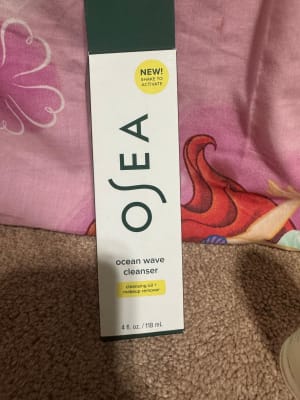 NEW!
SHAKE TO
ACTIVATE
OSEA
ocean wave
cleanser
cleansing oil +
makeup remover
4 fl. oz. / 118 mL